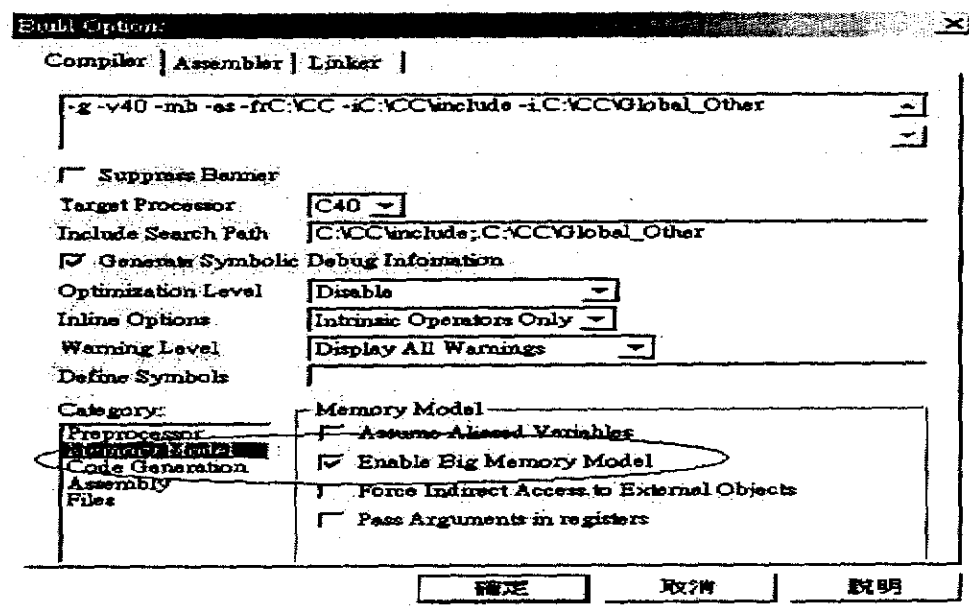 Build Options
Compiler Assembler Linker
-g -v40 -mb -as -frC:\CC -iC:\CC\include -i.C:\CC\Global_Other
Suppress Banner
Target Processor C40
Include Search Path C:\CC\include;.C:\CC\Global_Other
Generate Symbolic Debug Infomation
Optimization Level Disable
Inline Options Intrinsic Operators Only
Warning Level Display All Warnings
Define Symbols
Category: Memory Model
Preprocessor Assume Aliased Variables
Memory Model
Code Generation Enable Big Memory Model
Assembly Force Indirect Access to External Objects
Files
Pass Arguments in registers
確定 取消 說明